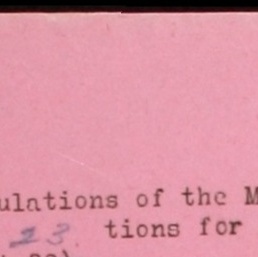 ulations of the M
23. tions for